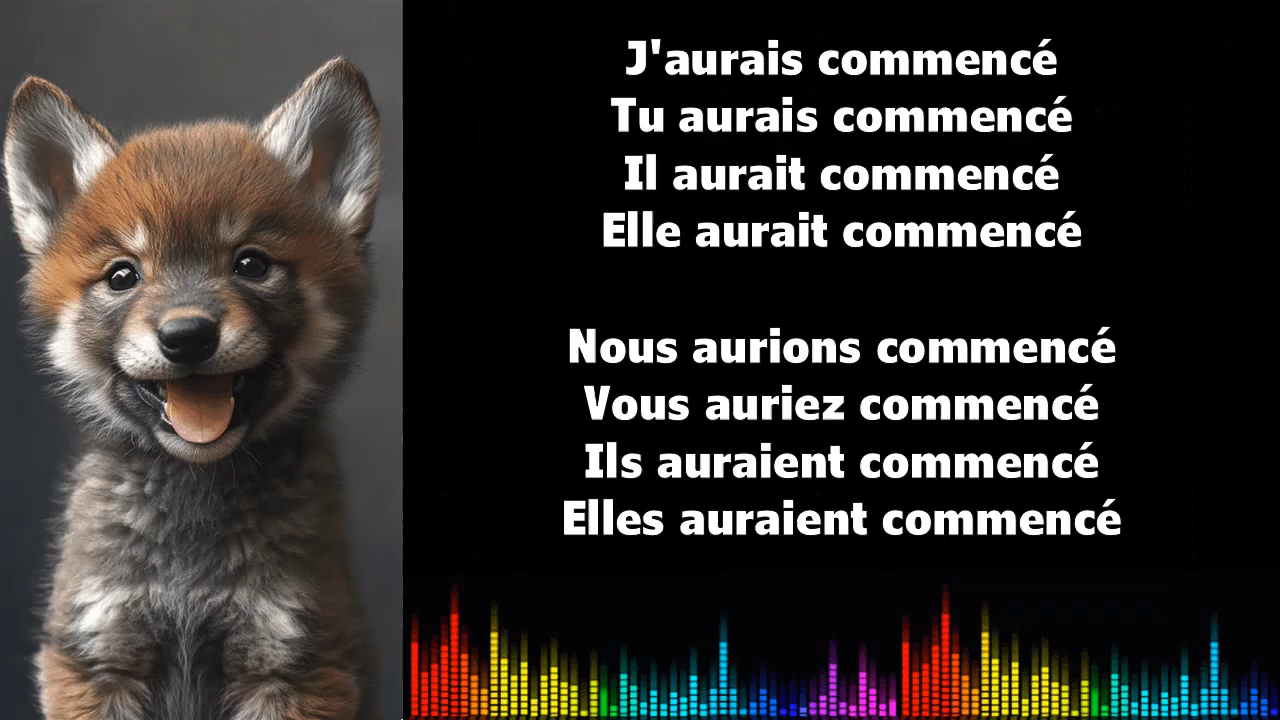 J'aurais commencé
Tu aurais commencé
Il aurait commencé
Elle aurait commencé
Nous aurions commencé
Vous auriez commencé
Ils auraient commencé
Elles auraient commencé